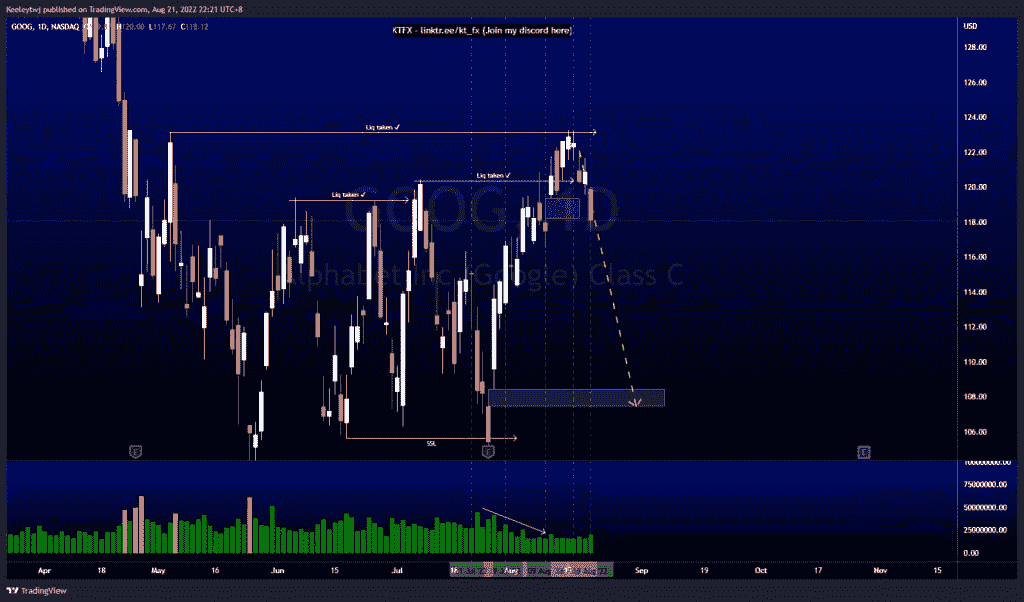 Keeleytwj published on TradingView.com, Aug 21, 2022 22:21 UTC+8
GOOG, 1D, NASDAQ H120.00 L117.67 C118.12
KTFX - linktr.ee/kt_fx (Join my discord here)
USD
128.00
126.00
124.00
Liq taken ✓
122.00
Liq taken ✓
120.00
Liq taken ✓
GOOG, 1D
118.00
116.00
Alphabet Inc (Google) Class C
114.00
112.00
110.00
108.00
106.00
SSL
E
E
E
100000000.00
75000000.00
50000000.00
25000000.00
0.00
Apr 18 May 16 Jun 15 Jul 18 Aug Sep 19 Oct 17 Nov 15
TradingView